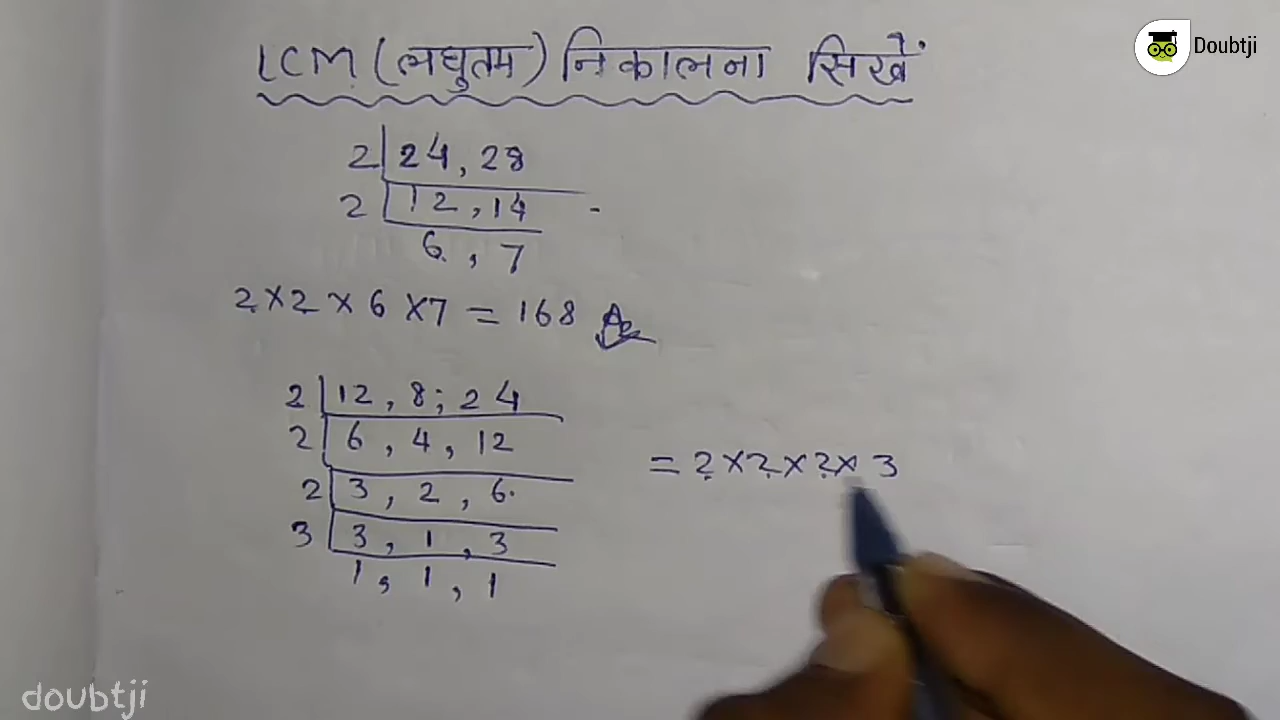 LCM (लघुतम) निकालना सिखें
Doubtji
2 | 24, 28
2 | 12, 14
6, 7
2 × 2 × 6 × 7 = 168 A
2 | 12, 8; 24
2 | 6, 4, 12
2 | 3, 2, 6
3 | 3, 1, 3
1, 1, 1
= 2 × 2 × 2 × 3
doubtji